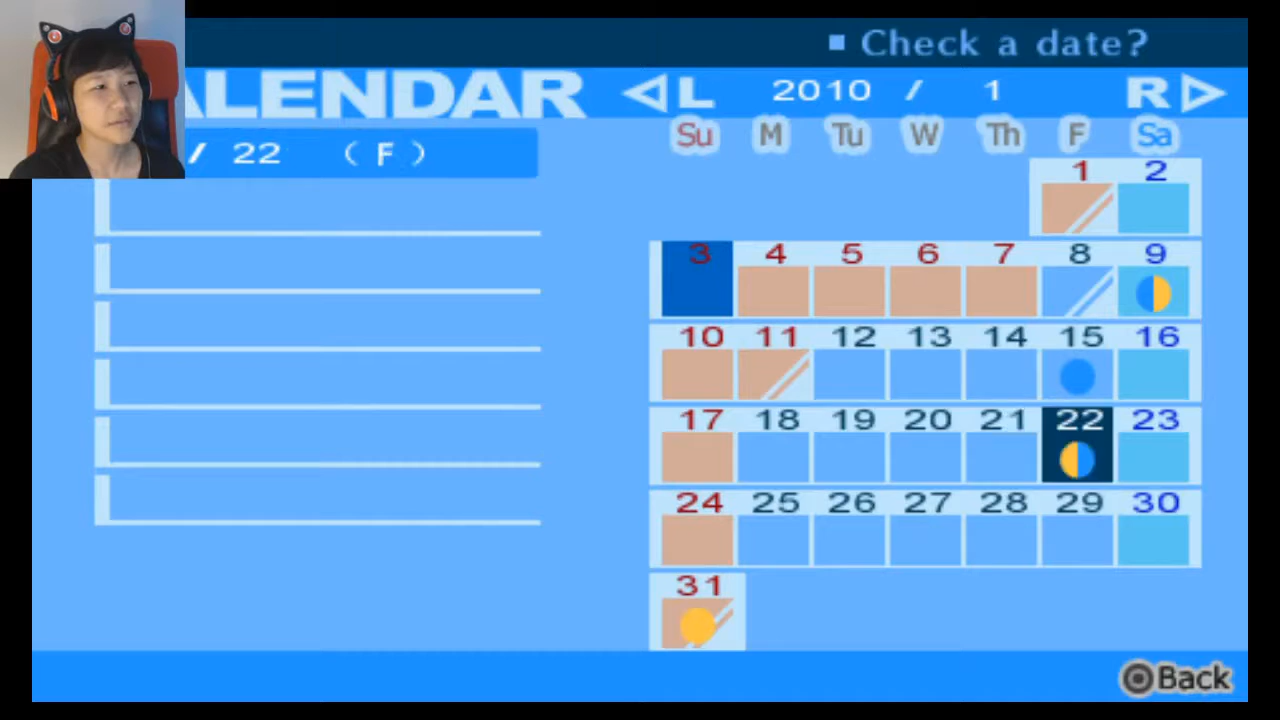 Check a date?
ALENDAR
L 2010 / 1 R
/ 22 (F)
Su M Tu W Th F Sa
1 2
3 4 5 6 7 8 9
10 11 12 13 14 15 16
17 18 19 20 21 22 23
24 25 26 27 28 29 30
31
Back